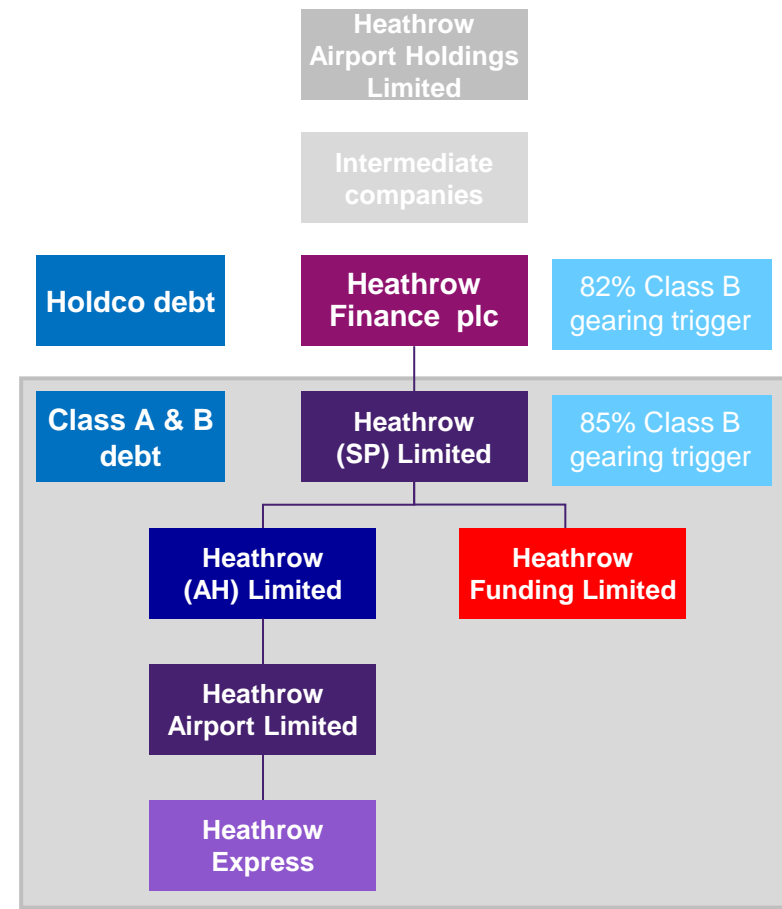 Heathrow
Airport Holdings
Limited
Intermediate
companies
Holdco debt
Heathrow
Finance plc
82% Class B
gearing trigger
Class A & B
debt
Heathrow
(SP) Limited
85% Class B
gearing trigger
Heathrow
(AH) Limited
Heathrow
Funding Limited
Heathrow
Airport Limited
Heathrow
Express